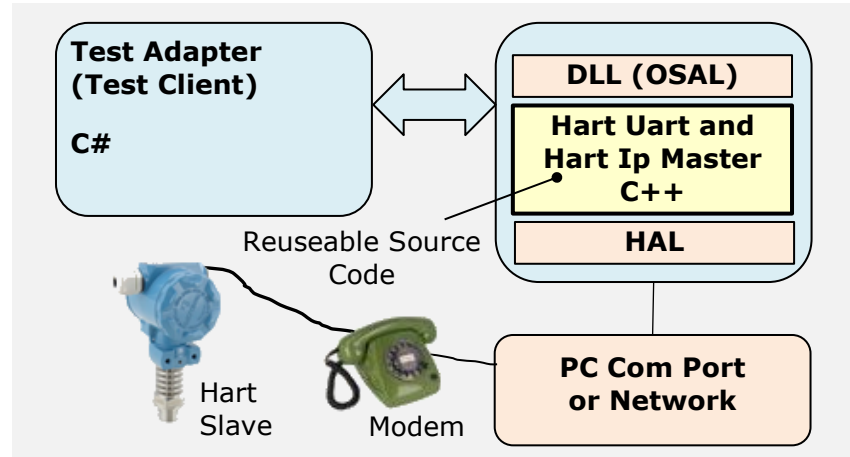 Test Adapter
(Test Client)
C#
DLL (OSAL)
Hart Uart and
Hart Ip Master
C++
HAL
Reuseable Source
Code
Hart
Slave
Modem
PC Com Port
or Network